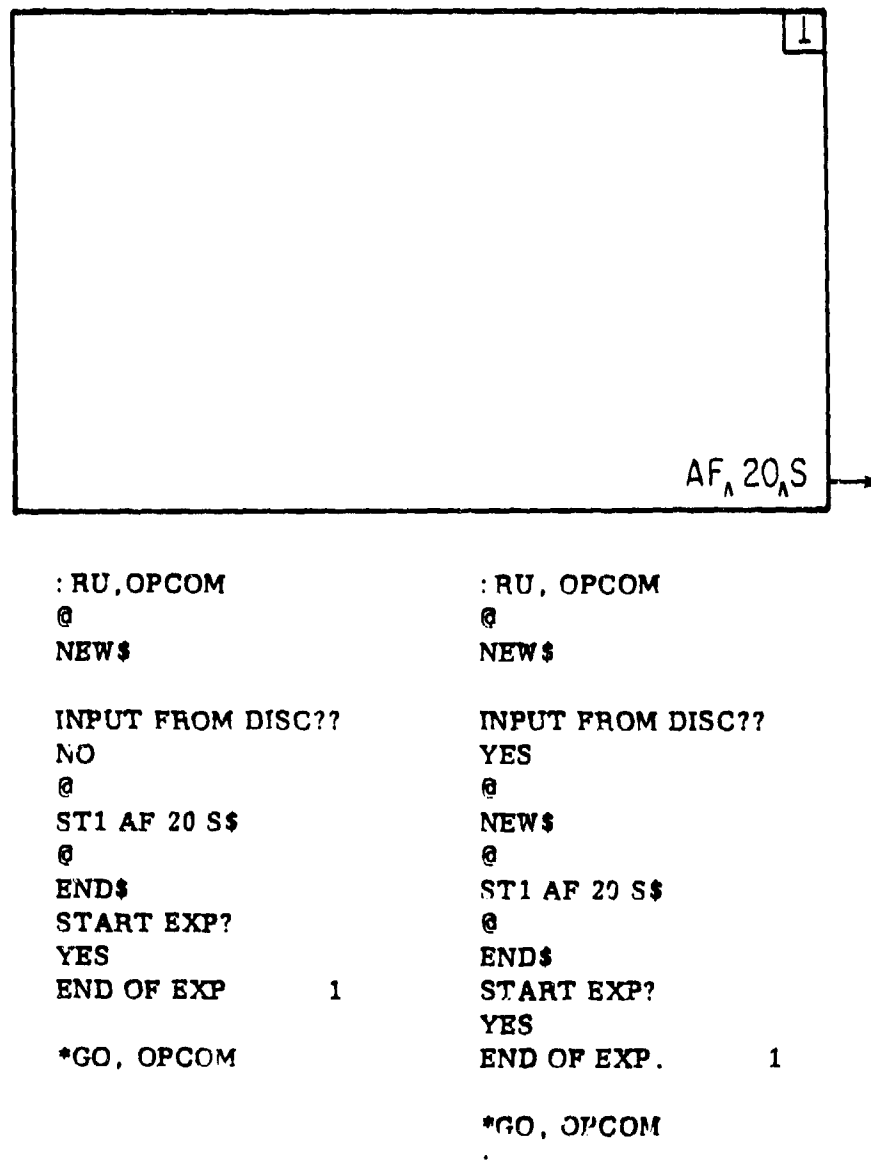 1
AF^ 20^S
:RU,OPCOM
@
NEW$
INPUT FROM DISC??
NO
@
ST1 AF 20 S$
@
END$
START EXP?
YES
END OF EXP 1
*GO, OPCOM
:RU, OPCOM
@
NEW$
INPUT FROM DISC??
YES
@
NEW$
@
ST1 AF 20 S$
@
END$
START EXP?
YES
END OF EXP. 1
*GO, OPCOM
: